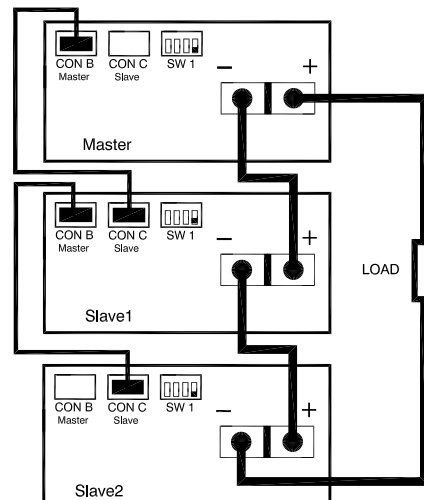 CON B CON C SW 1 − +
Master Slave
Master
CON B CON C SW 1 − +
Master Slave
LOAD
Slave1
CON B CON C SW 1 − +
Master Slave
Slave2